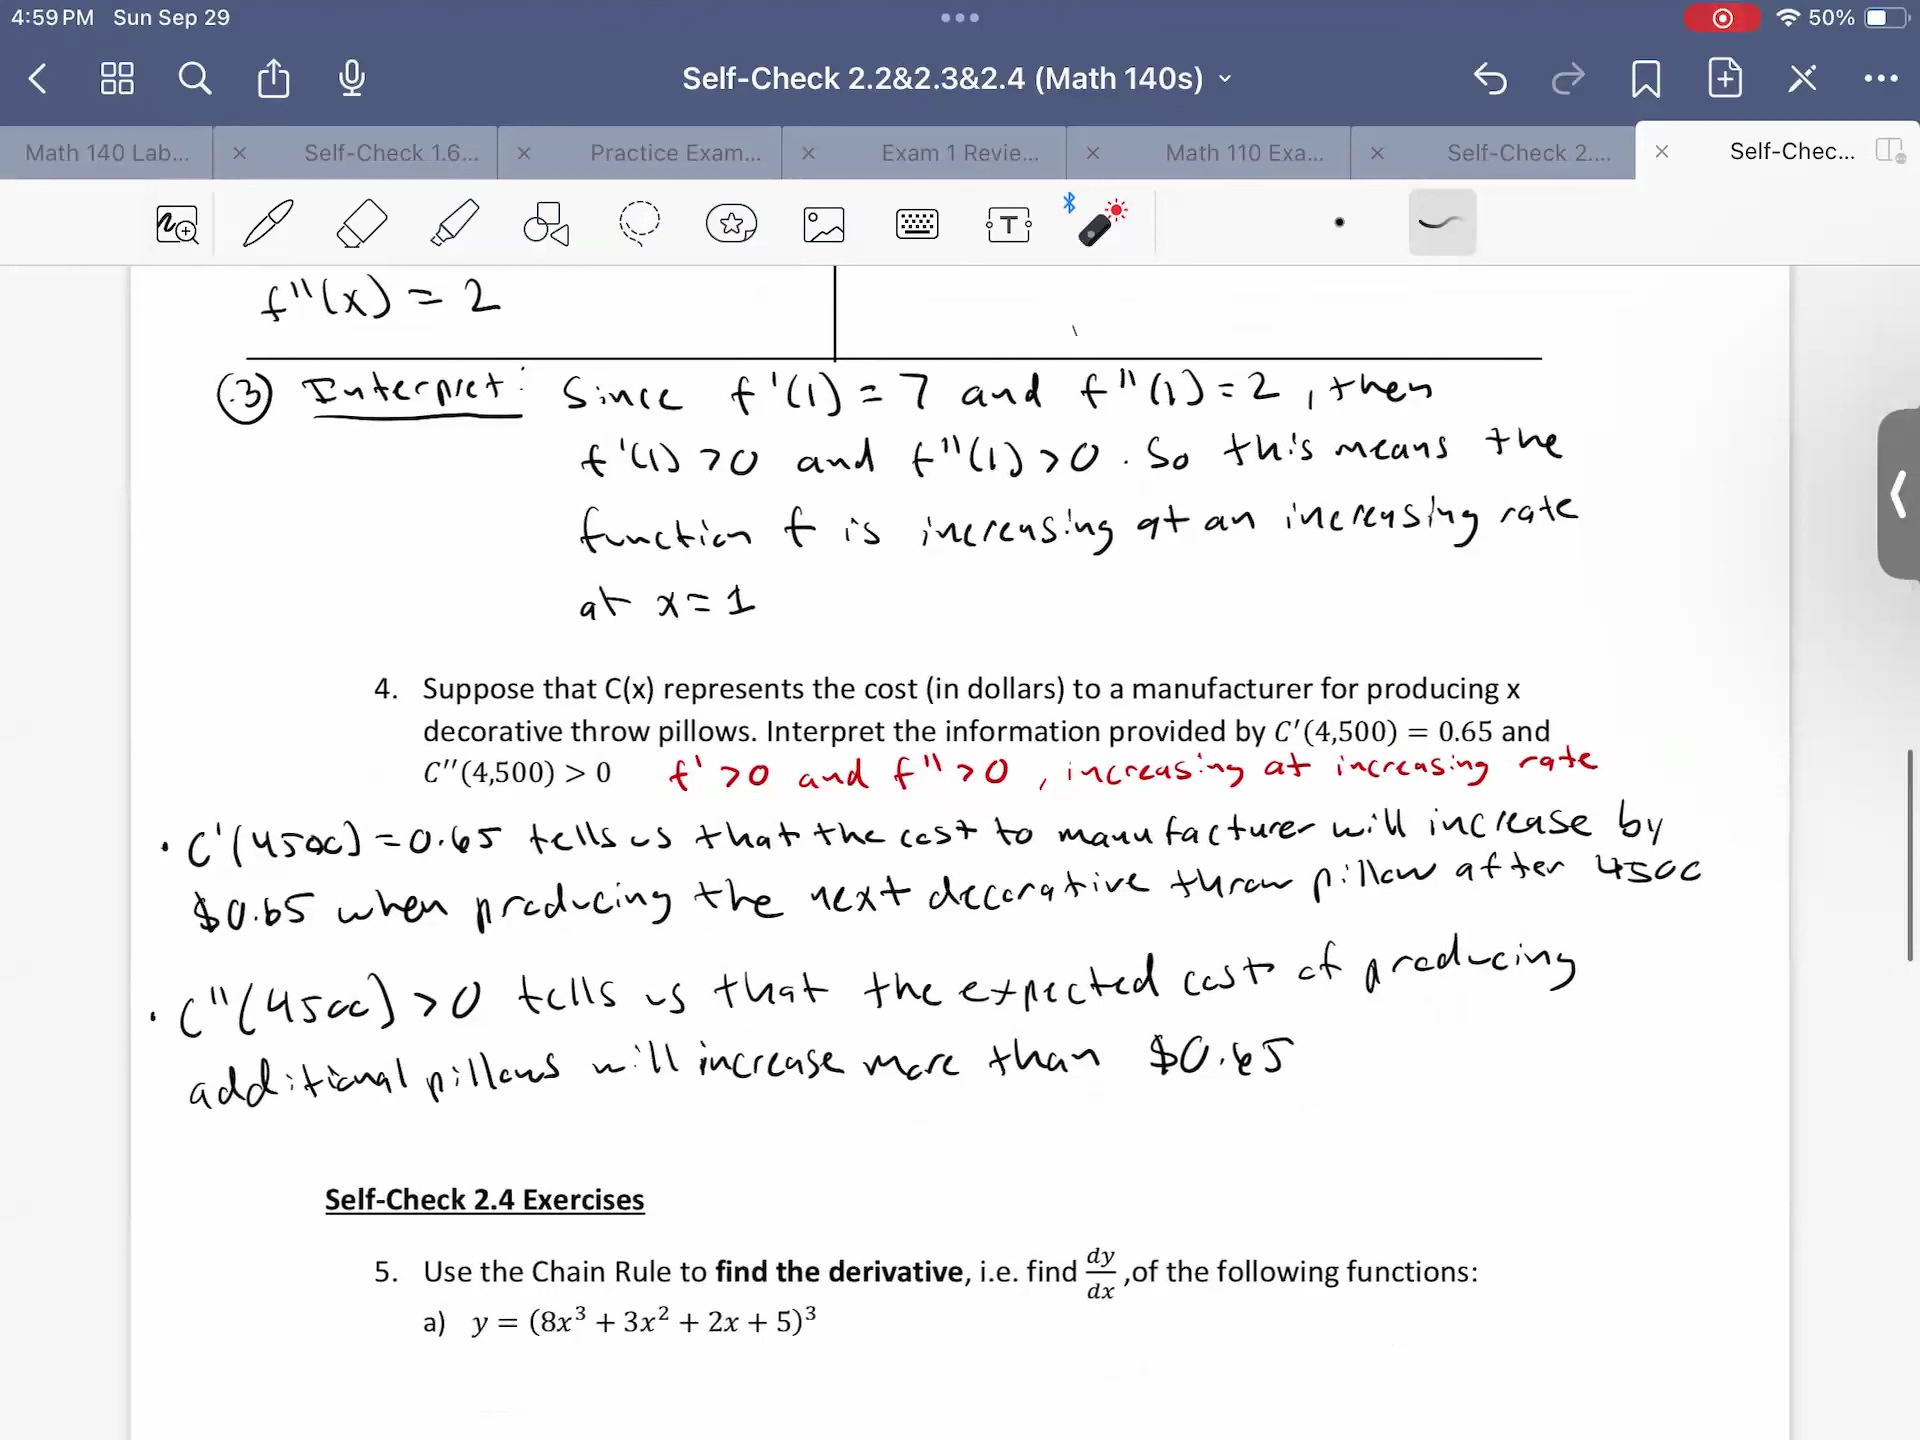 4:59 PM Sun Sep 29
50%
Self-Check 2.2&2.3&2.4 (Math 140s)
Math 140 Lab...
Self-Check 1.6...
Practice Exam...
Exam 1 Revie...
Math 110 Exa...
Self-Check 2....
Self-Chec...
f''(x) = 2
(3) Interpret: Since f'(1) = 7 and f''(1) = 2, then
f'(1) > 0 and f''(1) > 0. So this means the
function f is increasing at an increasing rate
at x = 1
4. Suppose that C(x) represents the cost (in dollars) to a manufacturer for producing x
decorative throw pillows. Interpret the information provided by C′(4,500) = 0.65 and
C′′(4,500) > 0 f' > 0 and f'' > 0, increasing at increasing rate
• C'(4500) = 0.65 tells us that the cost to manufacturer will increase by
$0.65 when producing the next decorative throw pillow after 4500
• C''(4500) > 0 tells us that the expected cost of producing
additional pillows will increase more than $0.65
Self-Check 2.4 Exercises
5. Use the Chain Rule to find the derivative, i.e. find dy/dx ,of the following functions:
a) y = (8x³ + 3x² + 2x + 5)³